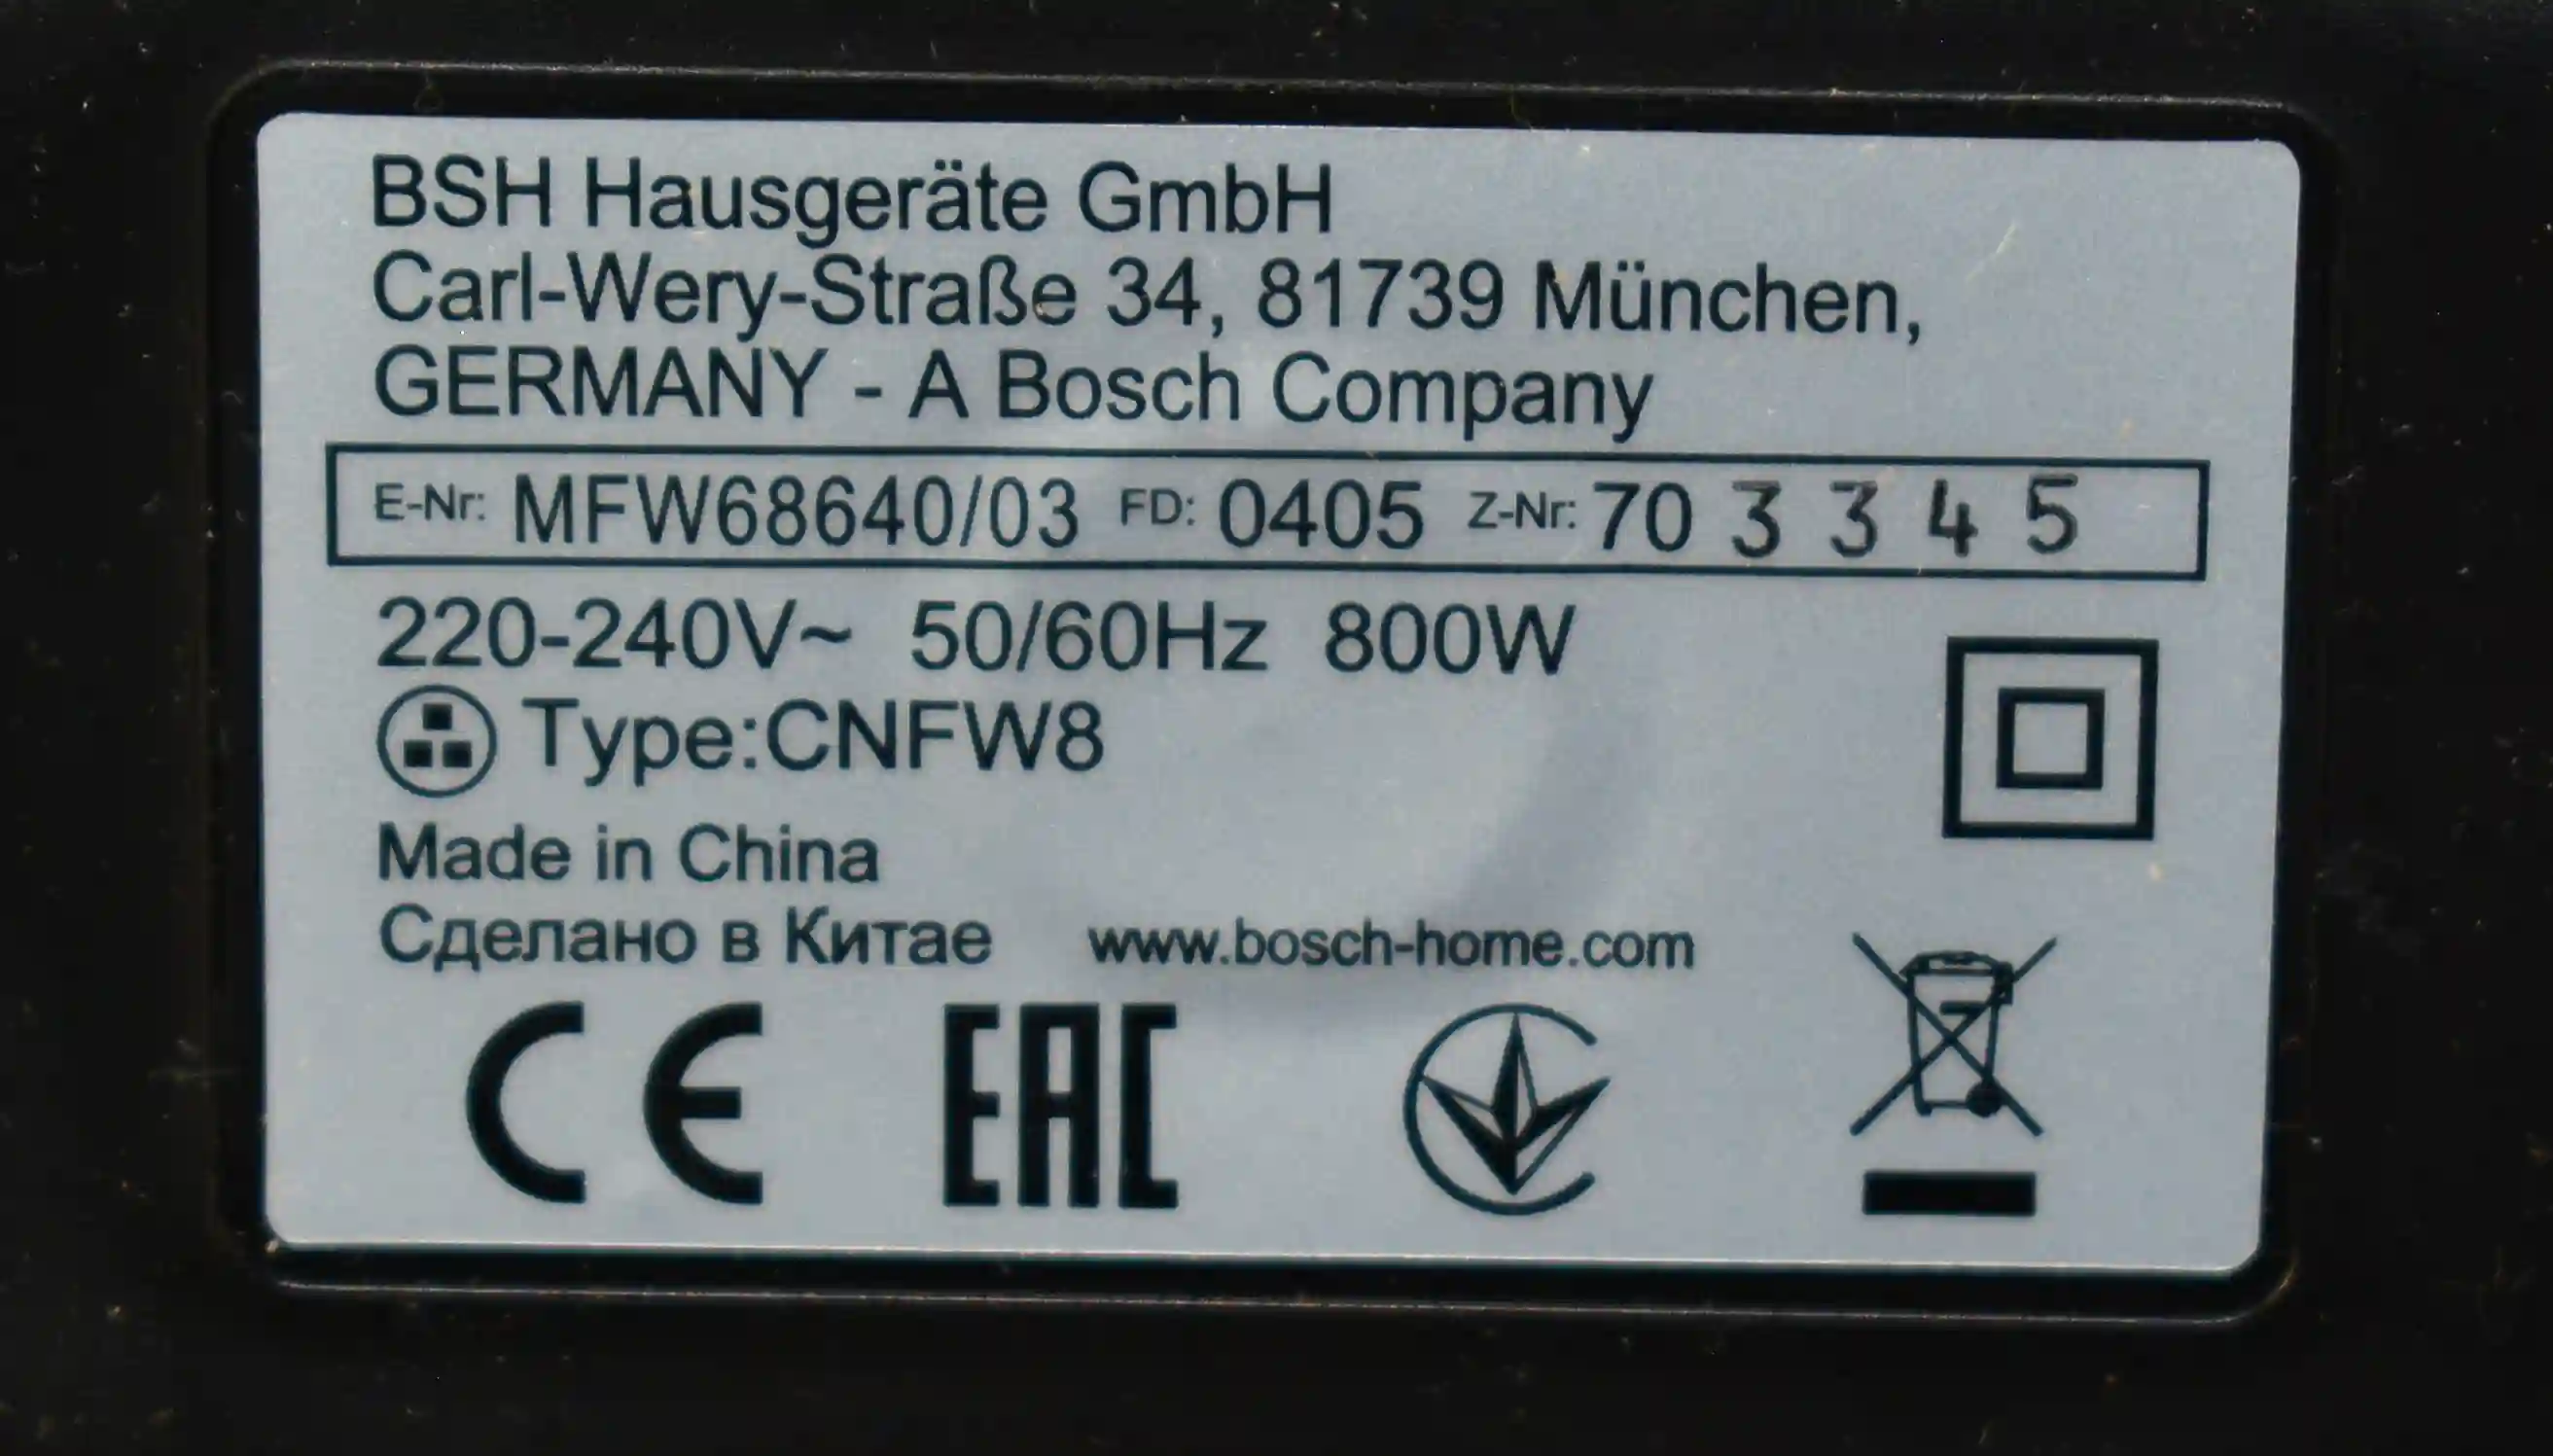 BSH Hausgeräte GmbH
Carl-Wery-Straße 34, 81739 München,
GERMANY - A Bosch Company
E-Nr: MFW68640/03 FD: 0405 Z-Nr: 70 3 3 4 5
220-240V~ 50/60Hz 800W
Type:CNFW8
Made in China
Сделано в Китае www.bosch-home.com
CE EAC